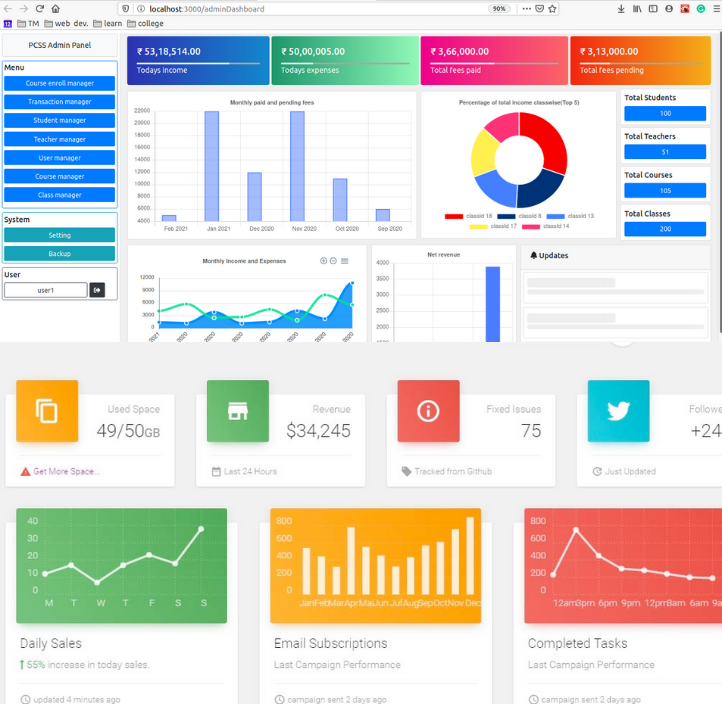 localhost:3000/adminDashboard
90%
TM web dev. learn college
PCSS Admin Panel
Menu
Course enroll manager
Transaction manager
Student manager
Teacher manager
User manager
Course manager
Class manager
System
Setting
Backup
User
user1
₹ 53,18,514.00
Todays income
₹ 50,00,005.00
Todays expenses
₹ 3,66,000.00
Total fees paid
₹ 3,13,000.00
Total fees pending
Monthly paid and pending fees
22000
20000
18000
16000
14000
12000
10000
8000
6000
4000
Feb 2021 Jan 2021 Dec 2020 Nov 2020 Oct 2020 Sep 2020
Percentage of total income classwise(Top 5)
classid 16 classid 8 classid 13
classid 17 classid 14
Total Students
100
Total Teachers
51
Total Courses
105
Total Classes
200
Monthly Income and Expenses
12000
9000
6000
3000
0
Net revenue
4000
3500
3000
2500
2000
Updates
Used Space
49/50GB
Get More Space...
Revenue
$34,245
Last 24 Hours
Fixed Issues
75
Tracked from Github
Followe
+24
Just Updated
40
30
20
10
0
M T W T F S S
Daily Sales
55% increase in today sales.
updated 4 minutes ago
800
600
400
200
0
JanFebMarAprMaiJun JulAugSepOctNov Dec
Email Subscriptions
Last Campaign Performance
campaign sent 2 days ago
800
600
400
200
0
12am3pm 6pm 9pm 12pm3am 6am 9a
Completed Tasks
Last Campaign Performance
campaign sent 2 days ago